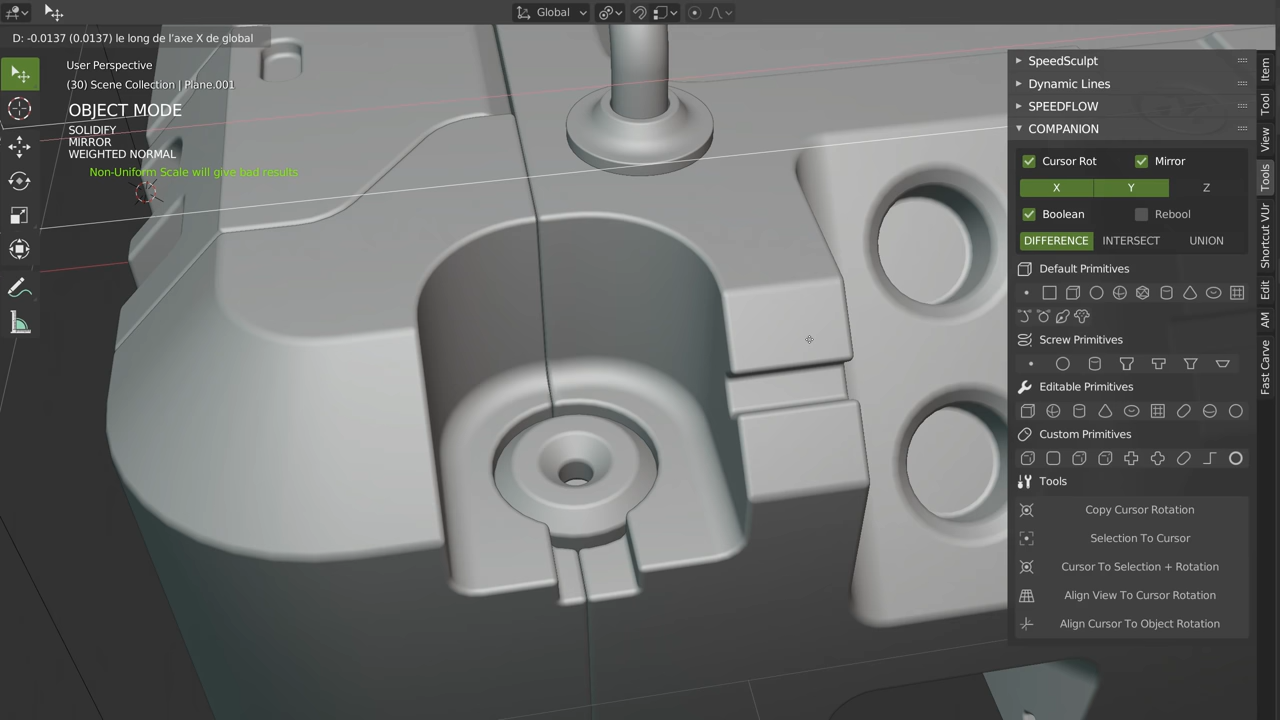 Global
D: -0.0137 (0.0137) le long de l'axe X de global
User Perspective
(30) Scene Collection | Plane.001
OBJECT MODE
SOLIDIFY
MIRROR
WEIGHTED NORMAL
Non-Uniform Scale will give bad results
SpeedSculpt
Dynamic Lines
SPEEDFLOW
COMPANION
Cursor Rot Mirror
X Y Z
Boolean Rebool
DIFFERENCE INTERSECT UNION
Default Primitives
Screw Primitives
Editable Primitives
Custom Primitives
Tools
Copy Cursor Rotation
Selection To Cursor
Cursor To Selection + Rotation
Align View To Cursor Rotation
Align Cursor To Object Rotation
Item
Tool
View
Tools
Shortcut VUr
Edit
AM
Fast Carve